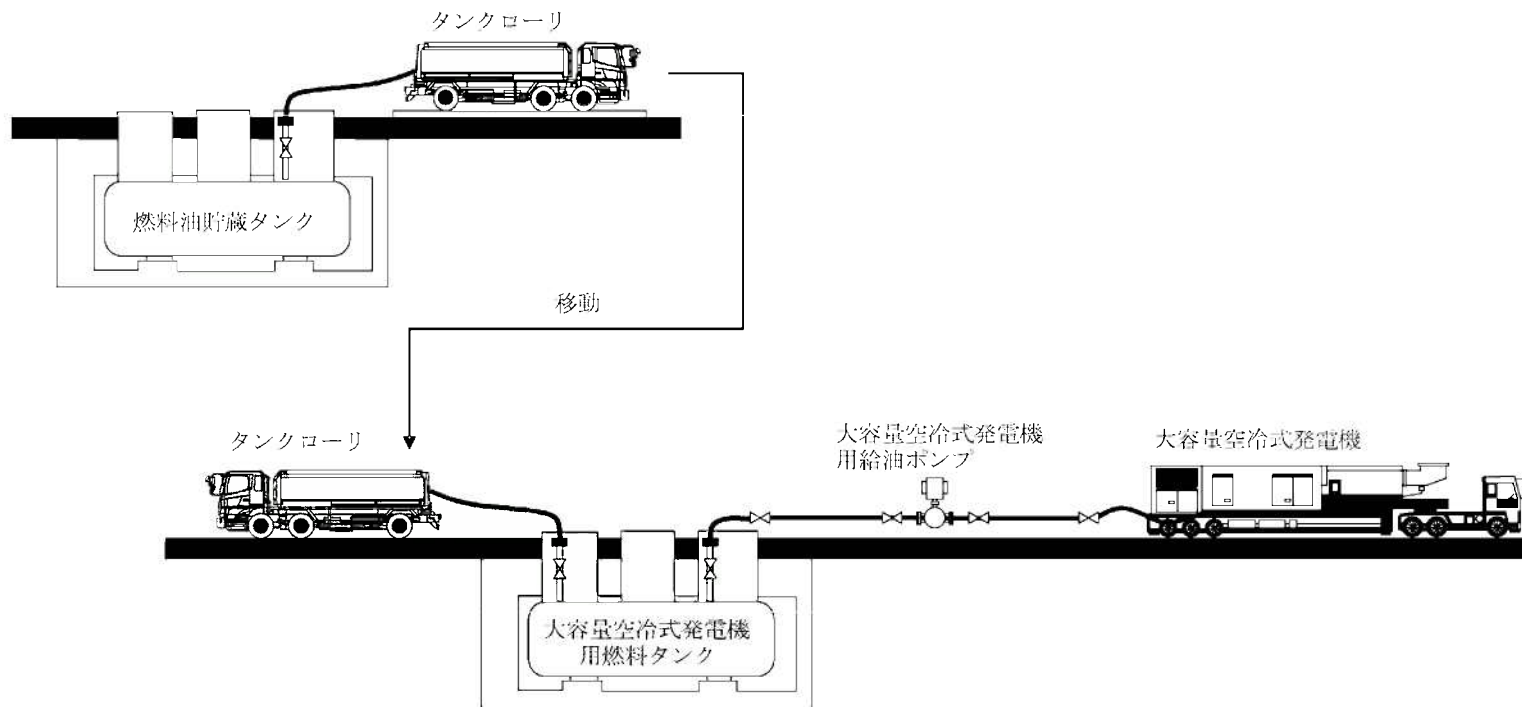 タンクローリ
燃料油貯蔵タンク
移動
タンクローリ
大容量空冷式発電機
用給油ポンプ
大容量空冷式発電機
大容量空冷式発電機
用燃料タンク